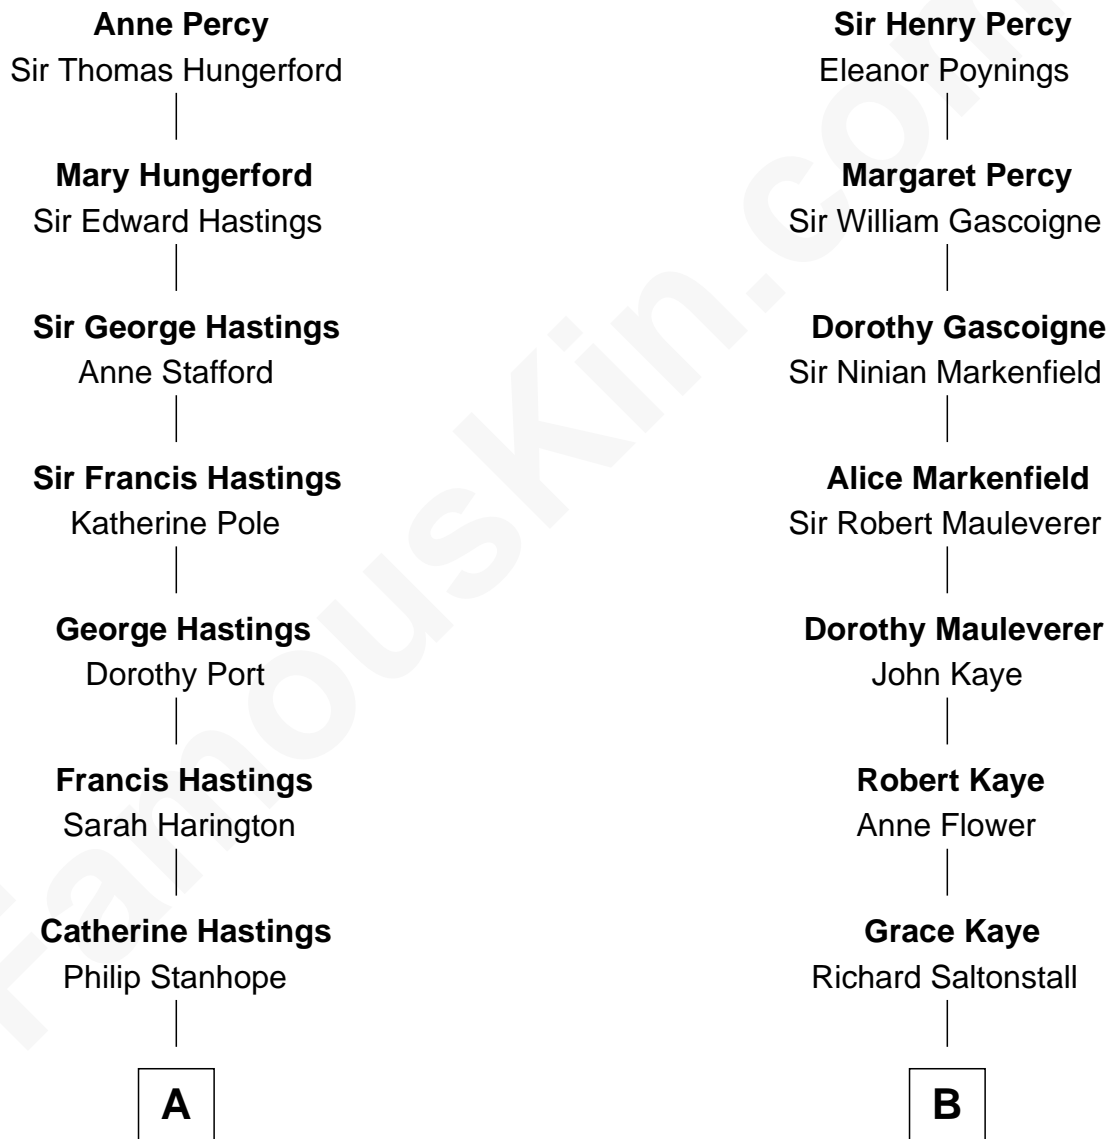 Anne Percy
Sir Thomas Hungerford
Mary Hungerford
Sir Edward Hastings
Sir George Hastings
Anne Stafford
Sir Francis Hastings
Katherine Pole
George Hastings
Dorothy Port
Francis Hastings
Sarah Harington
Catherine Hastings
Philip Stanhope
A
Sir Henry Percy
Eleanor Poynings
Margaret Percy
Sir William Gascoigne
Dorothy Gascoigne
Sir Ninian Markenfield
Alice Markenfield
Sir Robert Mauleverer
Dorothy Mauleverer
John Kaye
Robert Kaye
Anne Flower
Grace Kaye
Richard Saltonstall
B
FamousKin.com